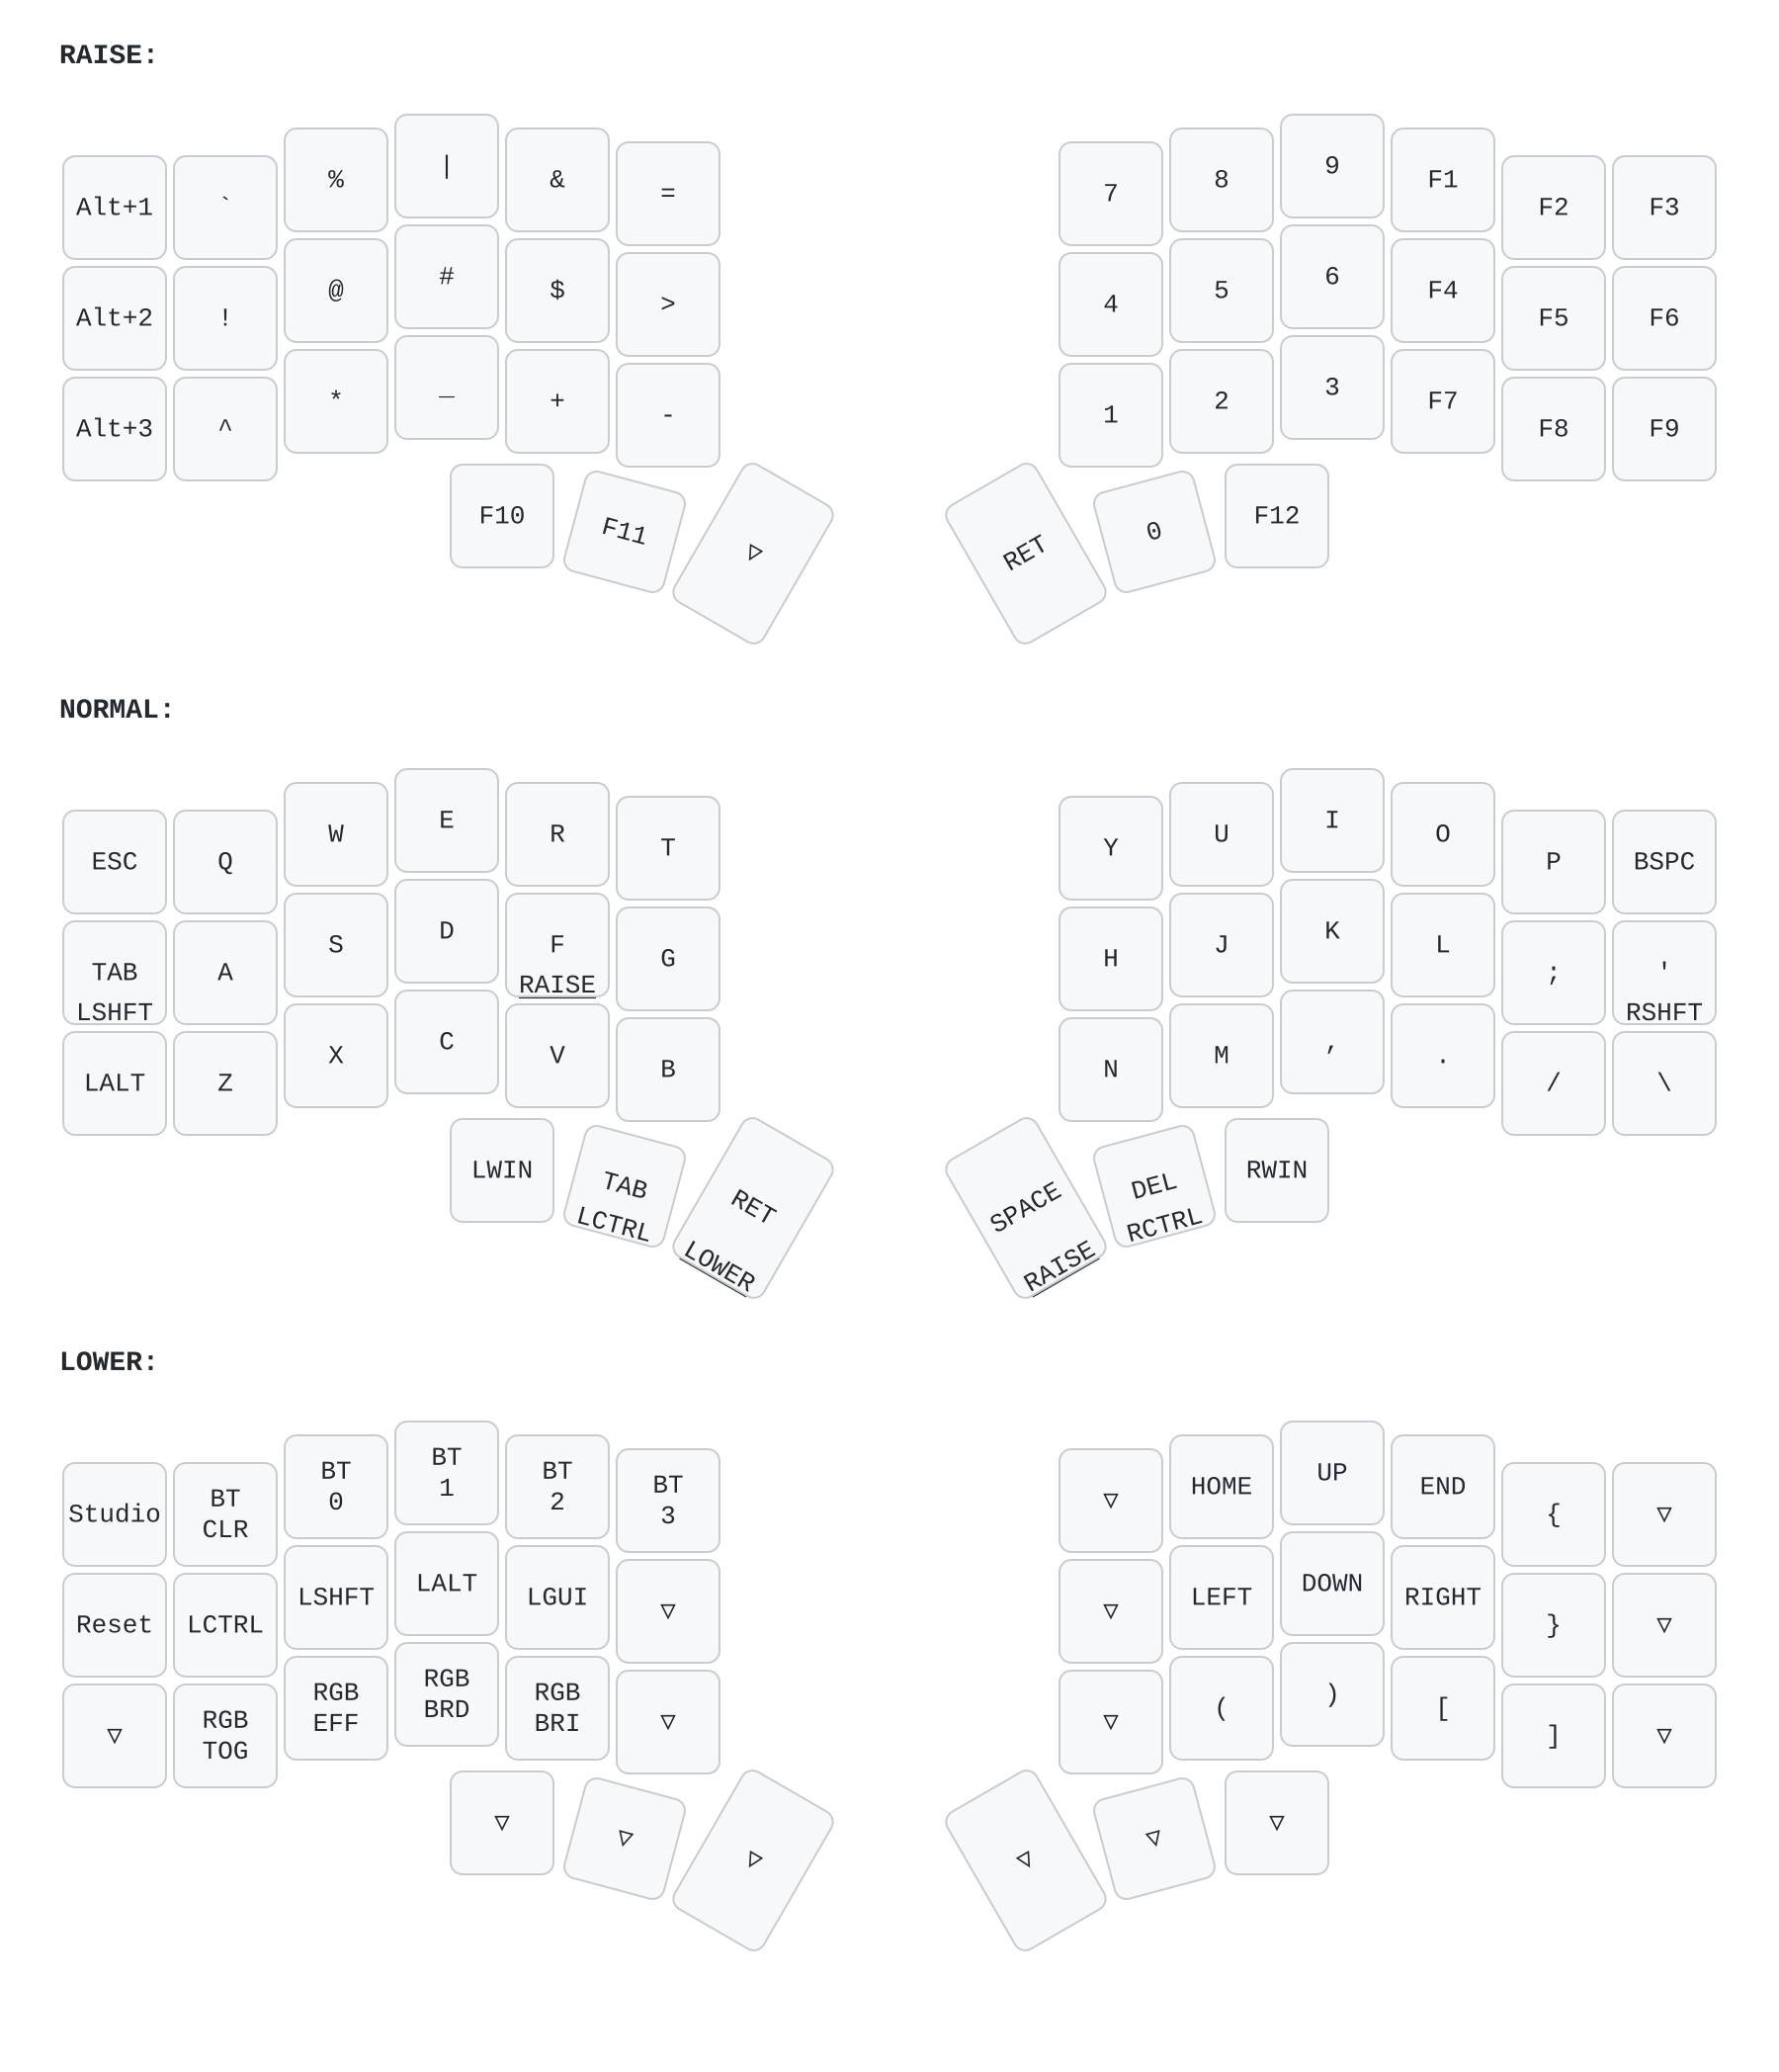 RAISE:
Alt+1 ` % | & = 7 8 9 F1 F2 F3
Alt+2 ! @ # $ > 4 5 6 F4 F5 F6
Alt+3 ^ * _ + - 1 2 3 F7 F8 F9
F10 F11 ▽ RET 0 F12
NORMAL:
ESC Q W E R T Y U I O P BSPC
TAB A S D F G H J K L ; '
LSHFT RAISE RSHFT
LALT Z X C V B N M , . / \
LWIN TAB RET SPACE DEL RWIN
LCTRL LOWER RAISE RCTRL
LOWER:
Studio BT BT BT BT BT ▽ HOME UP END { ▽
CLR 0 1 2 3
Reset LCTRL LSHFT LALT LGUI ▽ ▽ LEFT DOWN RIGHT } ▽
▽ RGB RGB RGB RGB ▽ ▽ ( ) [ ] ▽
TOG EFF BRD BRI
▽ ▽ ▽ ▽ ▽ ▽